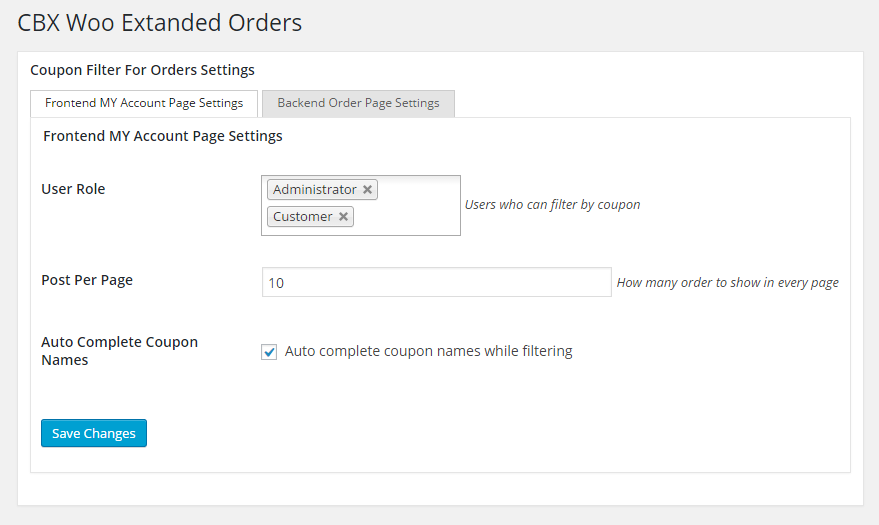 CBX Woo Extanded Orders
Coupon Filter For Orders Settings
Frontend MY Account Page Settings
Backend Order Page Settings
Frontend MY Account Page Settings
User Role
Administrator
Customer
Users who can filter by coupon
Post Per Page
10
How many order to show in every page
Auto Complete Coupon
Names
Auto complete coupon names while filtering
Save Changes